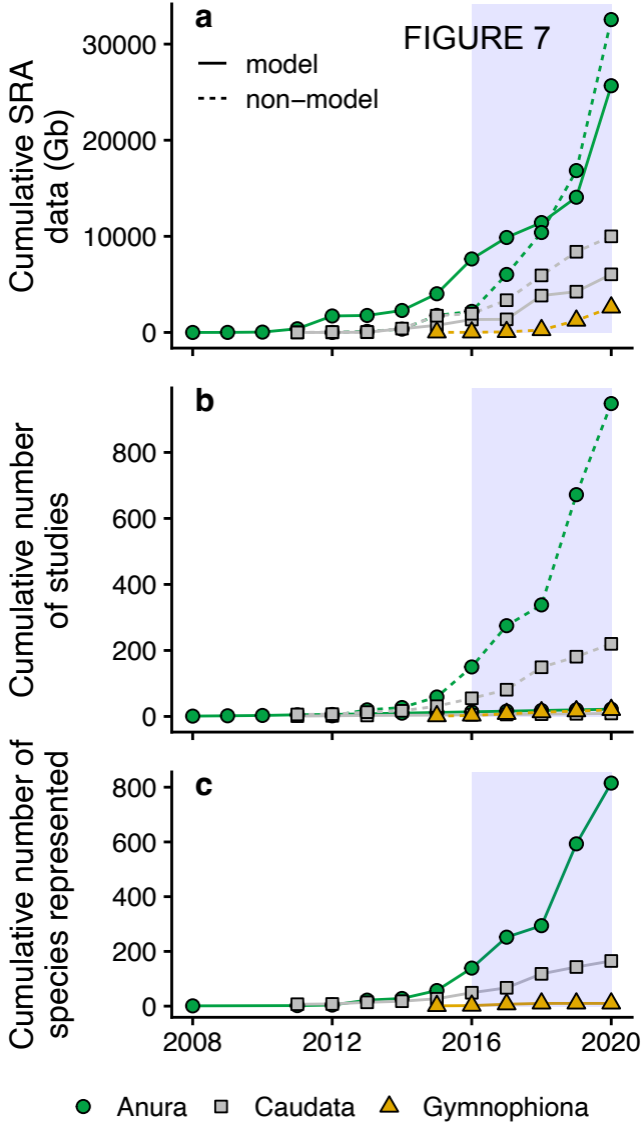 a
FIGURE 7
model
non−model
Cumulative SRA
data (Gb)
30000
20000
10000
0
b
Cumulative number
of studies
800
600
400
200
0
c
Cumulative number of
species represented
800
600
400
200
0
2008
2012
2016
2020
Anura
Caudata
Gymnophiona